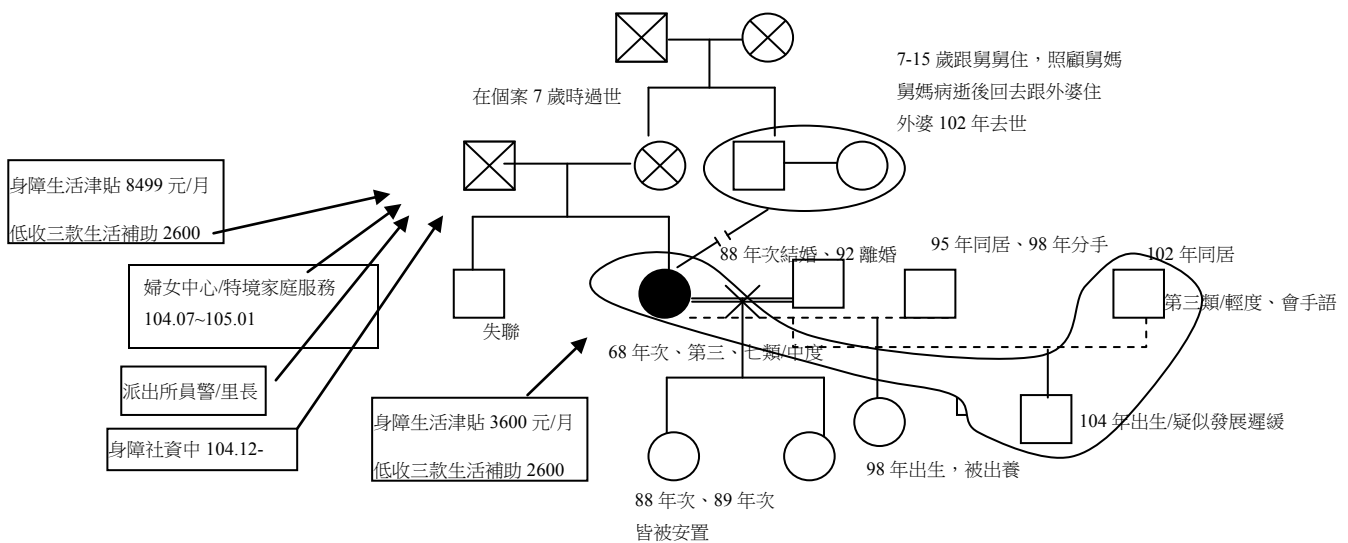 7-15 歲跟舅舅住，照顧舅媽
舅媽病逝後回去跟外婆住
外婆 102 年去世
在個案 7 歲時過世
身障生活津貼 8499 元/月
低收三款生活補助 2600
婦女中心/特境家庭服務
104.07~105.01
派出所員警/里長
身障社資中 104.12-
失聯
88 年次結婚、92 離婚
95 年同居、98 年分手
102 年同居
第三類/輕度、會手語
68 年次、第三、七類/中度
身障生活津貼 3600 元/月
低收三款生活補助 2600
104 年出生/疑似發展遲緩
98 年出生，被出養
88 年次、89 年次
皆被安置